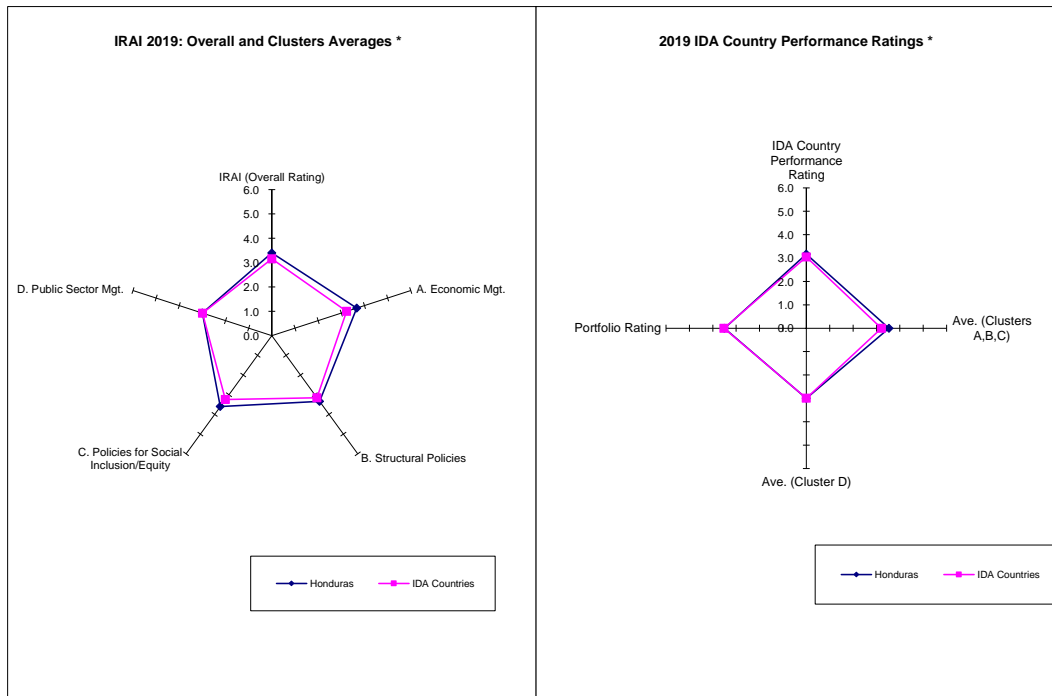 IRAI 2019: Overall and Clusters Averages *
IRAI (Overall Rating)
6.0
5.0
4.0
3.0
2.0
1.0
0.0
A. Economic Mgt.
B. Structural Policies
C. Policies for Social
Inclusion/Equity
D. Public Sector Mgt.
Honduras
IDA Countries
2019 IDA Country Performance Ratings *
IDA Country
Performance
Rating
6.0
5.0
4.0
3.0
2.0
1.0
0.0
Ave. (Clusters
A,B,C)
Ave. (Cluster D)
Portfolio Rating
Honduras
IDA Countries